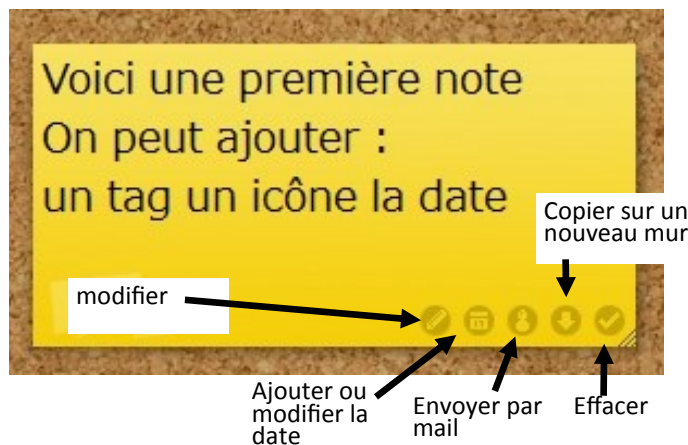 Voici une première note
On peut ajouter :
un tag un icône la date
Copier sur un
nouveau mur
modifier
Ajouter ou
modifier la
date
Envoyer par
mail
Effacer